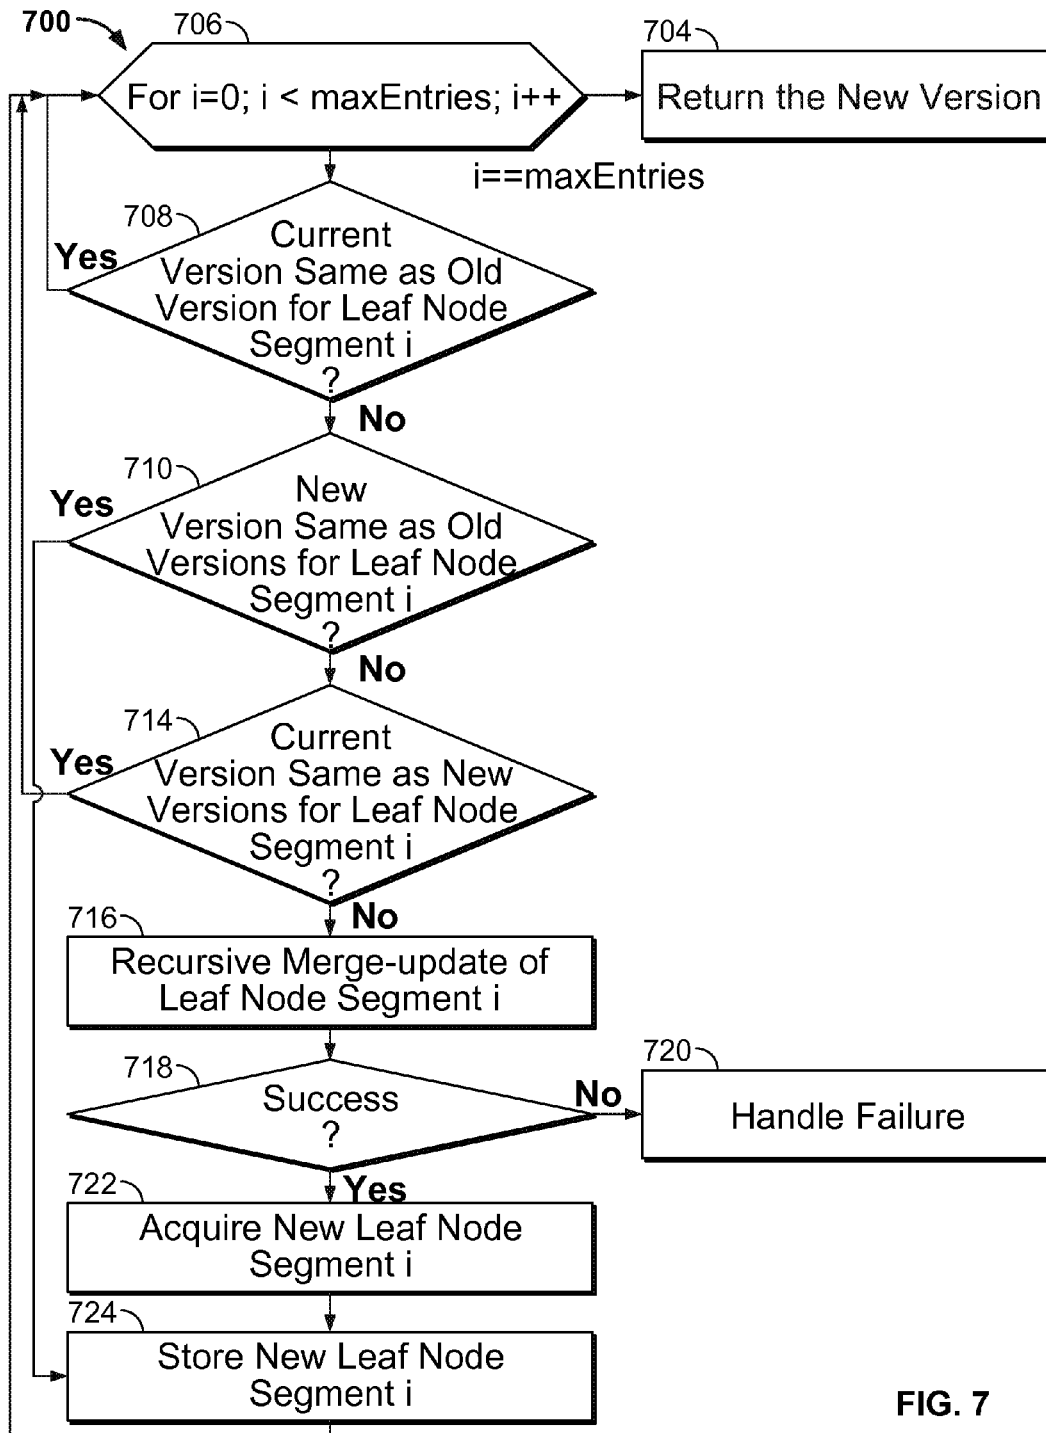 700
706
For i=0; i < maxEntries; i++
704
Return the New Version
i==maxEntries
708
Yes
Current
Version Same as Old
Version for Leaf Node
Segment i
?
No
710
Yes
New
Version Same as Old
Versions for Leaf Node
Segment i
?
No
714
Yes
Current
Version Same as New
Versions for Leaf Node
Segment i
?
No
716
Recursive Merge-update of
Leaf Node Segment i
718
Success
?
No
720
Handle Failure
Yes
722
Acquire New Leaf Node
Segment i
724
Store New Leaf Node
Segment i
FIG. 7